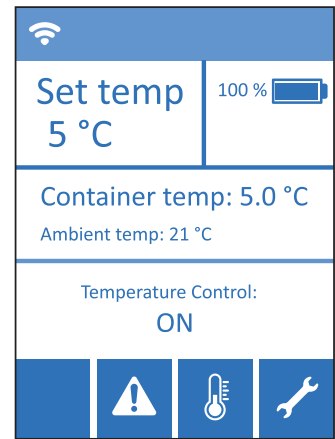 Set temp
5 °C
100 %
Container temp: 5.0 °C
Ambient temp: 21 °C
Temperature Control:
ON